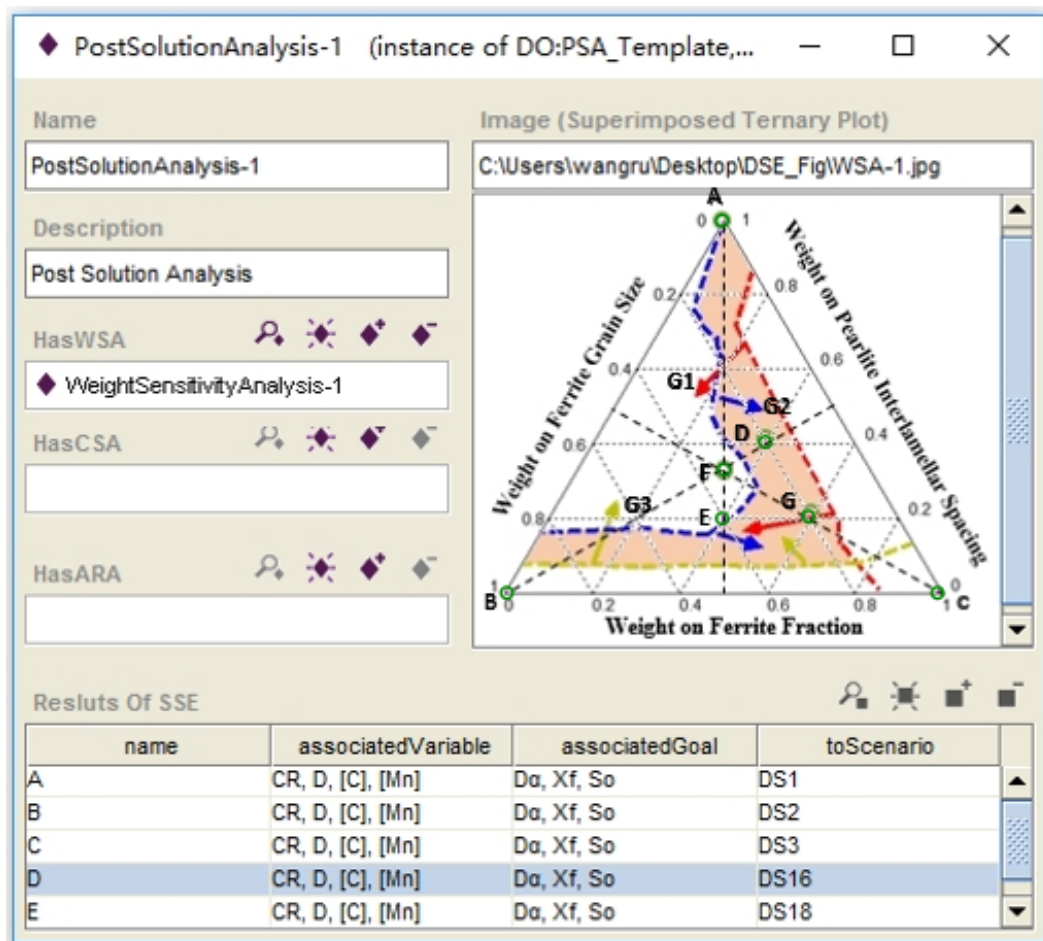 PostSolutionAnalysis-1 (instance of DO:PSA_Template,...
Name
PostSolutionAnalysis-1
Description
Post Solution Analysis
HasWSA
WeightSensitivityAnalysis-1
HasCSA
HasARA
Image (Superimposed Ternary Plot)
C:\Users\wangru\Desktop\DSE_Fig\WSA-1.jpg
A
0 1
Weight on Ferrite Grain Size
Weight on Pearlite Interlamellar Spacing
0.2 0.8
0.4 0.6
G1
G2
D
0.6 0.4
F
G3
G
E
0.8 0.2
1 0
B C
0 0.2 0.4 0.6 0.8 1
Weight on Ferrite Fraction
Resluts Of SSE
name associatedVariable associatedGoal toScenario
A CR, D, [C], [Mn] Dα, Xf, So DS1
B CR, D, [C], [Mn] Dα, Xf, So DS2
C CR, D, [C], [Mn] Dα, Xf, So DS3
D CR, D, [C], [Mn] Dα, Xf, So DS16
E CR, D, [C], [Mn] Dα, Xf, So DS18